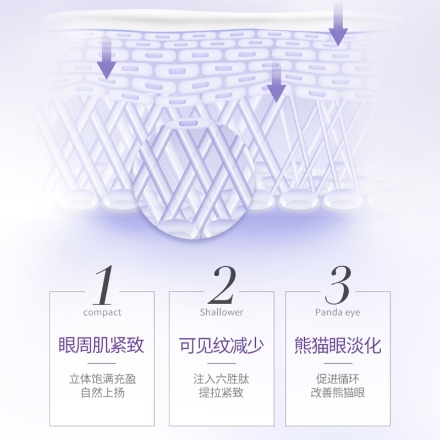 1
compact
眼周肌紧致
立体饱满充盈
自然上扬
2
Shallower
可见纹减少
注入六胜肽
提拉紧致
3
Panda eye
熊猫眼淡化
促进循环
改善熊猫眼